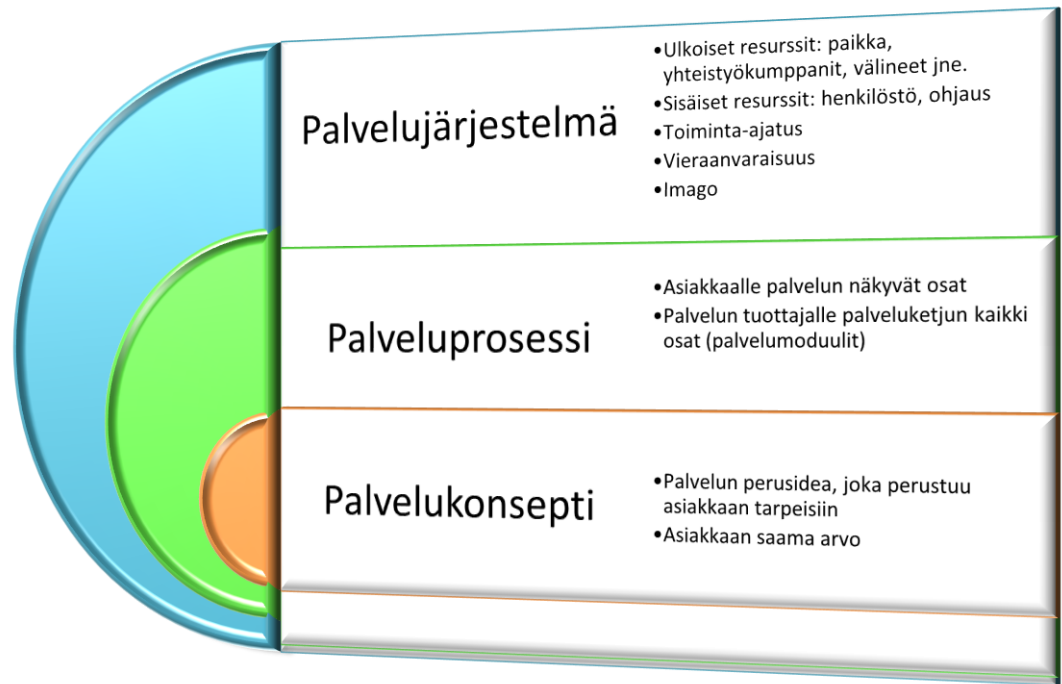 Palvelujärjestelmä
•Ulkoiset resurssit: paikka,
yhteistyökumppanit, välineet jne.
•Sisäiset resurssit: henkilöstö, ohjaus
•Toiminta-ajatus
•Vieraanvaraisuus
•Imago
Palveluprosessi
•Asiakkaalle palvelun näkyvät osat
•Palvelun tuottajalle palveluketjun kaikki
osat (palvelumoduulit)
Palvelukonsepti
•Palvelun perusidea, joka perustuu
asiakkaan tarpeisiin
•Asiakkaan saama arvo